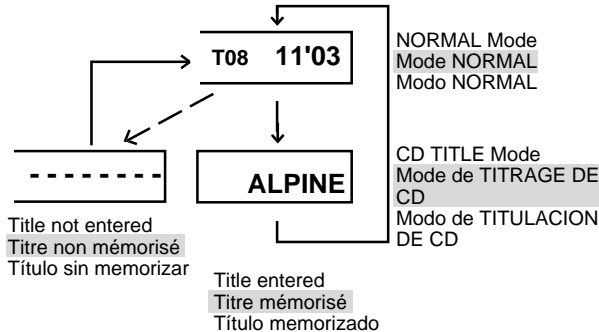 T08 11'03
NORMAL Mode
Mode NORMAL
Modo NORMAL
- - - - - - - - -
ALPINE
CD TITLE Mode
Mode de TITRAGE DE
CD
Modo de TITULACION
DE CD
Title not entered
Titre non mémorisé
Título sin memorizar
Title entered
Titre mémorisé
Título memorizado